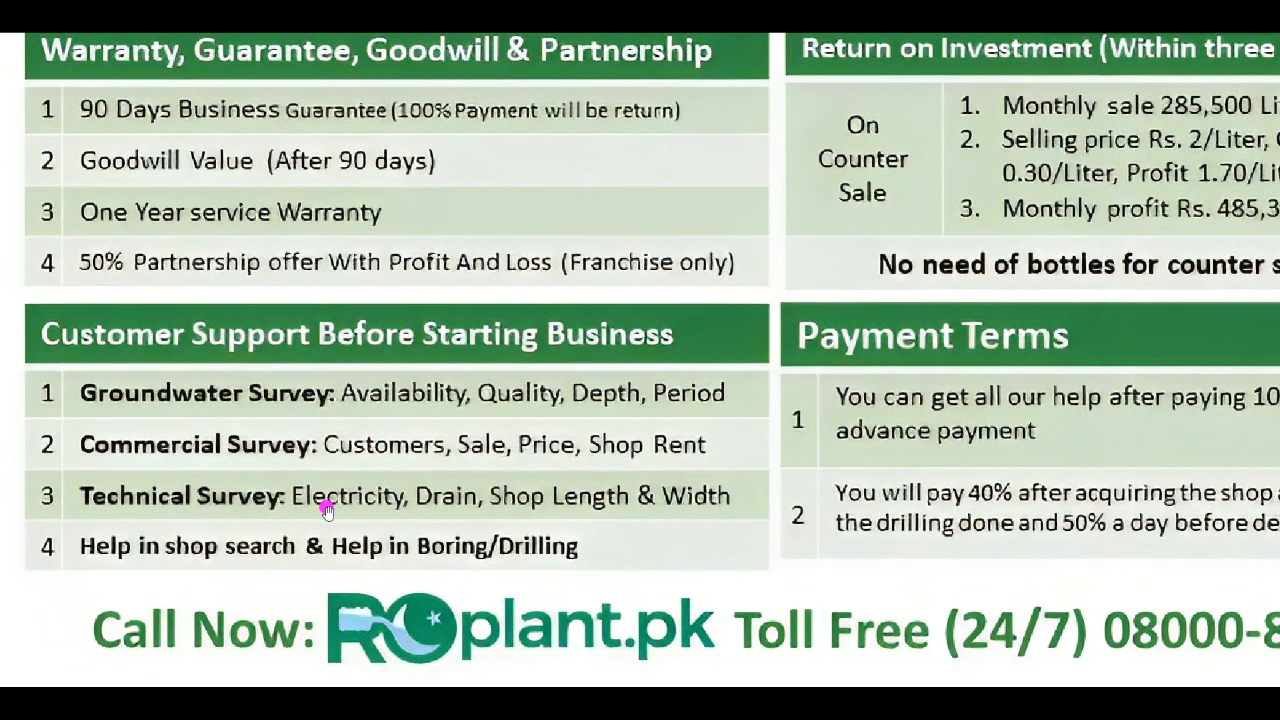 Warranty, Guarantee, Goodwill & Partnership
1 90 Days Business Guarantee (100% Payment will be return)
2 Goodwill Value (After 90 days)
3 One Year service Warranty
4 50% Partnership offer With Profit And Loss (Franchise only)
Return on Investment (Within three
On
Counter
Sale
1. Monthly sale 285,500 Li
2. Selling price Rs. 2/Liter,
0.30/Liter, Profit 1.70/Li
3. Monthly profit Rs. 485,3
No need of bottles for counter s
Customer Support Before Starting Business
1 Groundwater Survey: Availability, Quality, Depth, Period
2 Commercial Survey: Customers, Sale, Price, Shop Rent
3 Technical Survey: Electricity, Drain, Shop Length & Width
4 Help in shop search & Help in Boring/Drilling
Payment Terms
1 You can get all our help after paying 10
advance payment
2 You will pay 40% after acquiring the shop
the drilling done and 50% a day before de
Call Now: ROplant.pk Toll Free (24/7) 08000-8